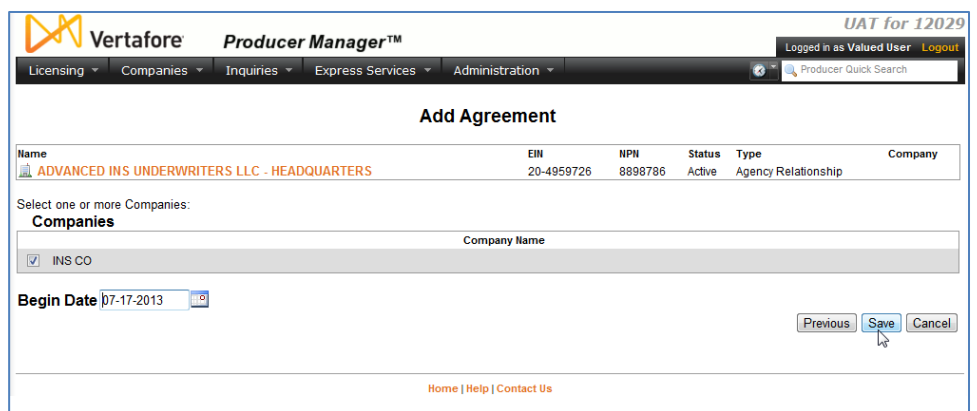 UAT for 12029
Vertafore Producer Manager™
Logged in as Valued User Logout
Licensing Companies Inquiries Express Services Administration Producer Quick Search
Add Agreement
Name EIN NPN Status Type Company
ADVANCED INS UNDERWRITERS LLC - HEADQUARTERS 20-4959726 8898786 Active Agency Relationship
Select one or more Companies:
Companies
Company Name
INS CO
Begin Date 07-17-2013
Previous Save Cancel
Home | Help | Contact Us